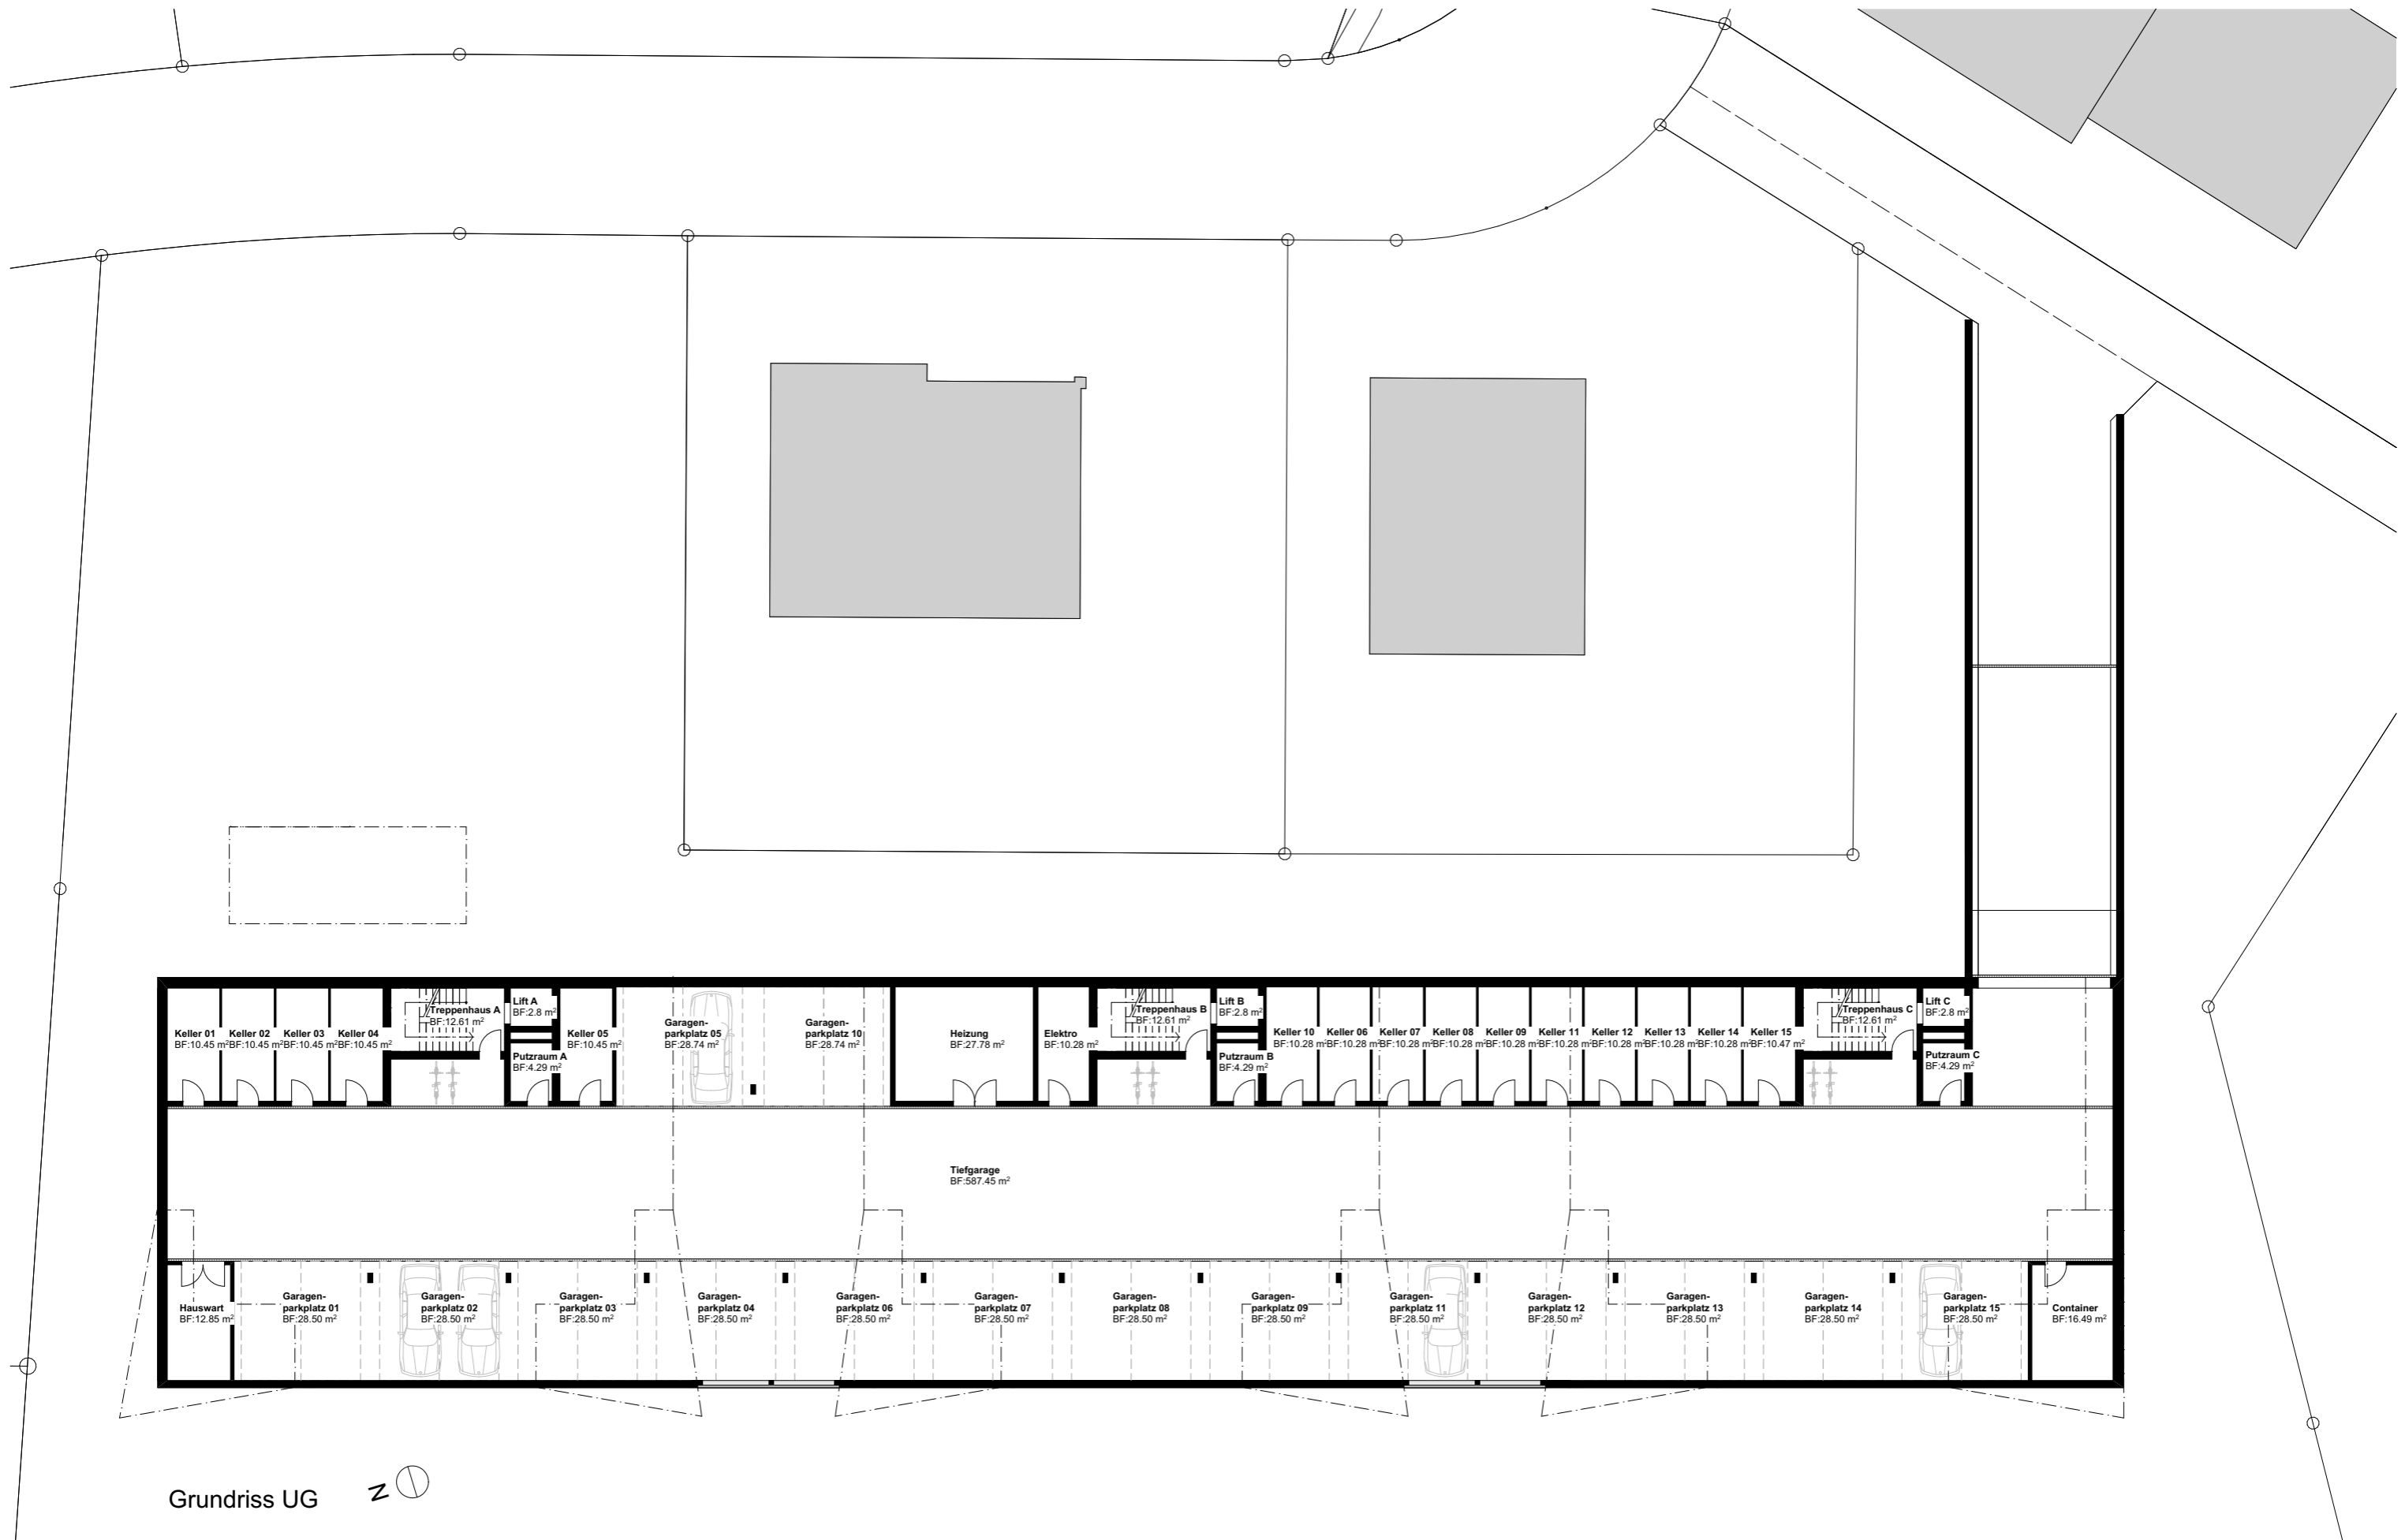 Keller 01
BF:10.45 m²
Keller 02
BF:10.45 m²
Keller 03
BF:10.45 m²
Keller 04
BF:10.45 m²
Treppenhaus A
BF:12.61 m²
Lift A
BF:2.8 m²
Putzraum A
BF:4.29 m²
Keller 05
BF:10.45 m²
Garagen-
parkplatz 05
BF:28.74 m²
Garagen-
parkplatz 10
BF:28.74 m²
Heizung
BF:27.78 m²
Elektro
BF:10.28 m²
Treppenhaus B
BF:12.61 m²
Lift B
BF:2.8 m²
Putzraum B
BF:4.29 m²
Keller 10
BF:10.28 m²
Keller 06
BF:10.28 m²
Keller 07
BF:10.28 m²
Keller 08
BF:10.28 m²
Keller 09
BF:10.28 m²
Keller 11
BF:10.28 m²
Keller 12
BF:10.28 m²
Keller 13
BF:10.28 m²
Keller 14
BF:10.28 m²
Keller 15
BF:10.47 m²
Treppenhaus C
BF:12.61 m²
Lift C
BF:2.8 m²
Putzraum C
BF:4.29 m²
Tiefgarage
BF:587.45 m²
Hauswart
BF:12.85 m²
Garagen-
parkplatz 01
BF:28.50 m²
Garagen-
parkplatz 02
BF:28.50 m²
Garagen-
parkplatz 03
BF:28.50 m²
Garagen-
parkplatz 04
BF:28.50 m²
Garagen-
parkplatz 06
BF:28.50 m²
Garagen-
parkplatz 07
BF:28.50 m²
Garagen-
parkplatz 08
BF:28.50 m²
Garagen-
parkplatz 09
BF:28.50 m²
Garagen-
parkplatz 11
BF:28.50 m²
Garagen-
parkplatz 12
BF:28.50 m²
Garagen-
parkplatz 13
BF:28.50 m²
Garagen-
parkplatz 14
BF:28.50 m²
Garagen-
parkplatz 15
BF:28.50 m²
Container
BF:16.49 m²
Grundriss UG
N